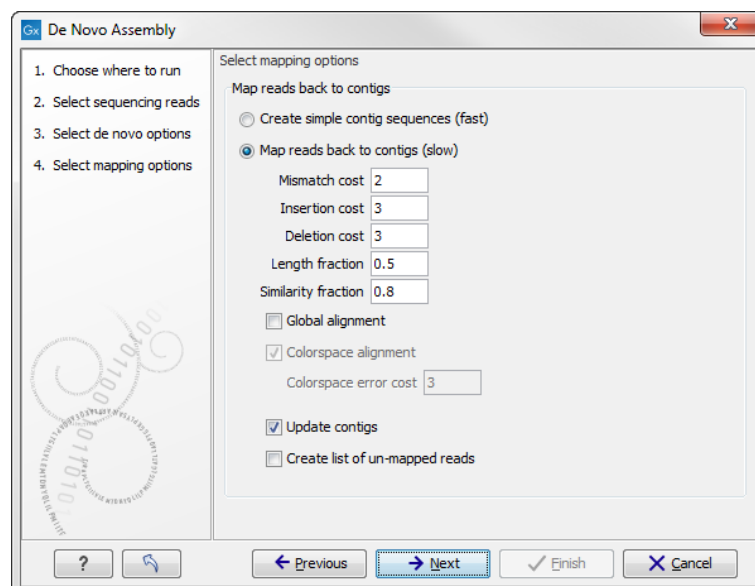 Gx De Novo Assembly
1. Choose where to run
2. Select sequencing reads
3. Select de novo options
4. Select mapping options
Select mapping options
Map reads back to contigs
Create simple contig sequences (fast)
Map reads back to contigs (slow)
Mismatch cost 2
Insertion cost 3
Deletion cost 3
Length fraction 0.5
Similarity fraction 0.8
Global alignment
Colorspace alignment
Colorspace error cost 3
Update contigs
Create list of un-mapped reads
? Previous Next Finish Cancel